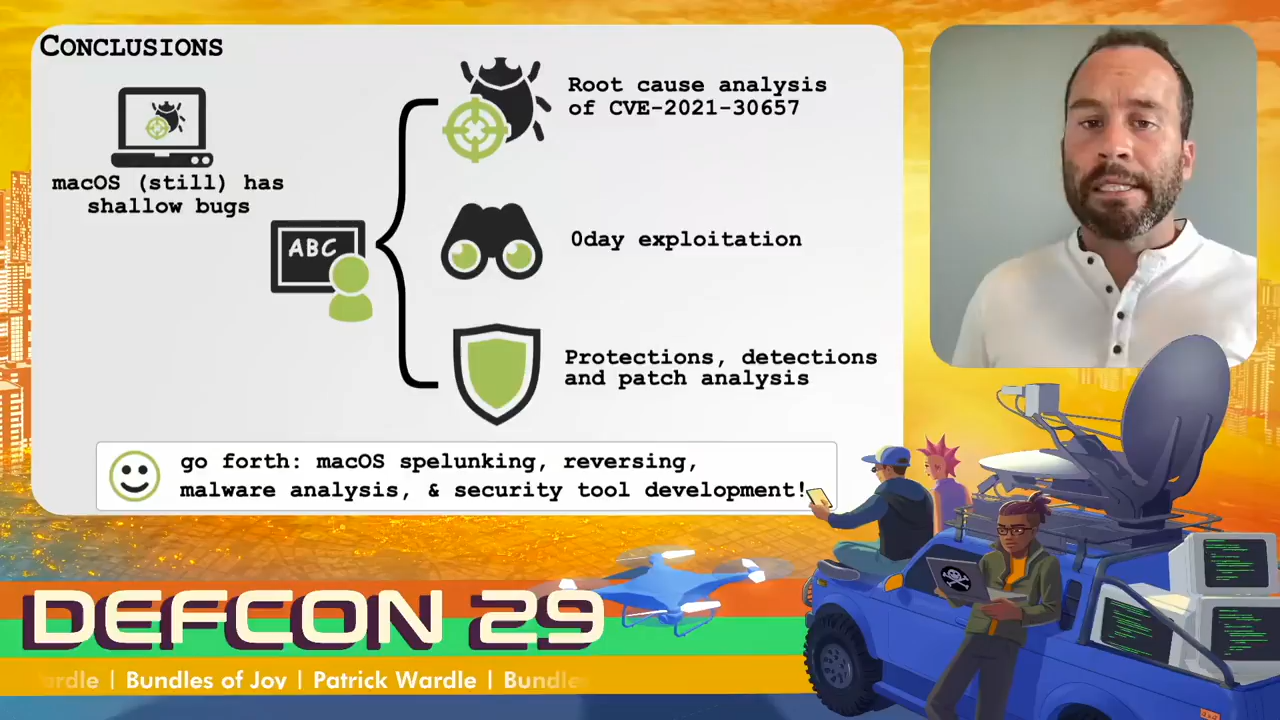 CONCLUSIONS
macOS (still) has
shallow bugs
ABC
Root cause analysis
of CVE-2021-30657
0day exploitation
Protections, detections
and patch analysis
go forth: macOS spelunking, reversing,
malware analysis, & security tool development!
DEFCON 29
ardle | Bundles of Joy | Patrick Wardle | Bundle